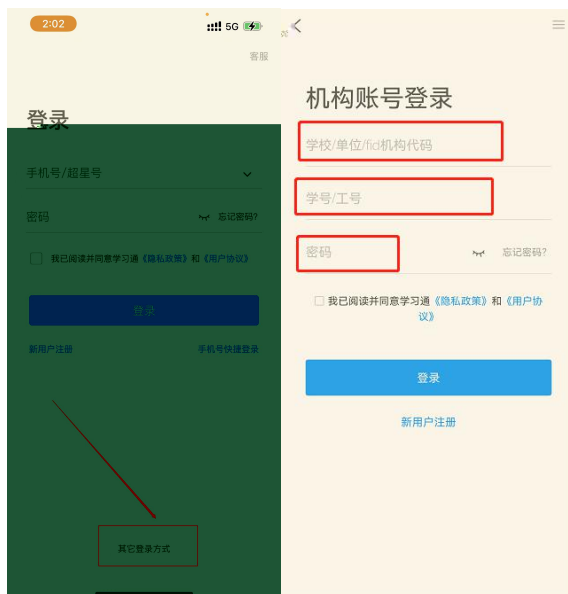 2:02
5G
客服
登录
手机号/超星号
密码
忘记密码?
我已阅读并同意学习通《隐私政策》和《用户协议》
登录
新用户注册
手机号快捷登录
其它登录方式
机构账号登录
学校/单位/fid机构代码
学号/工号
密码
忘记密码?
我已阅读并同意学习通《隐私政策》和《用户协
议》
登录
新用户注册